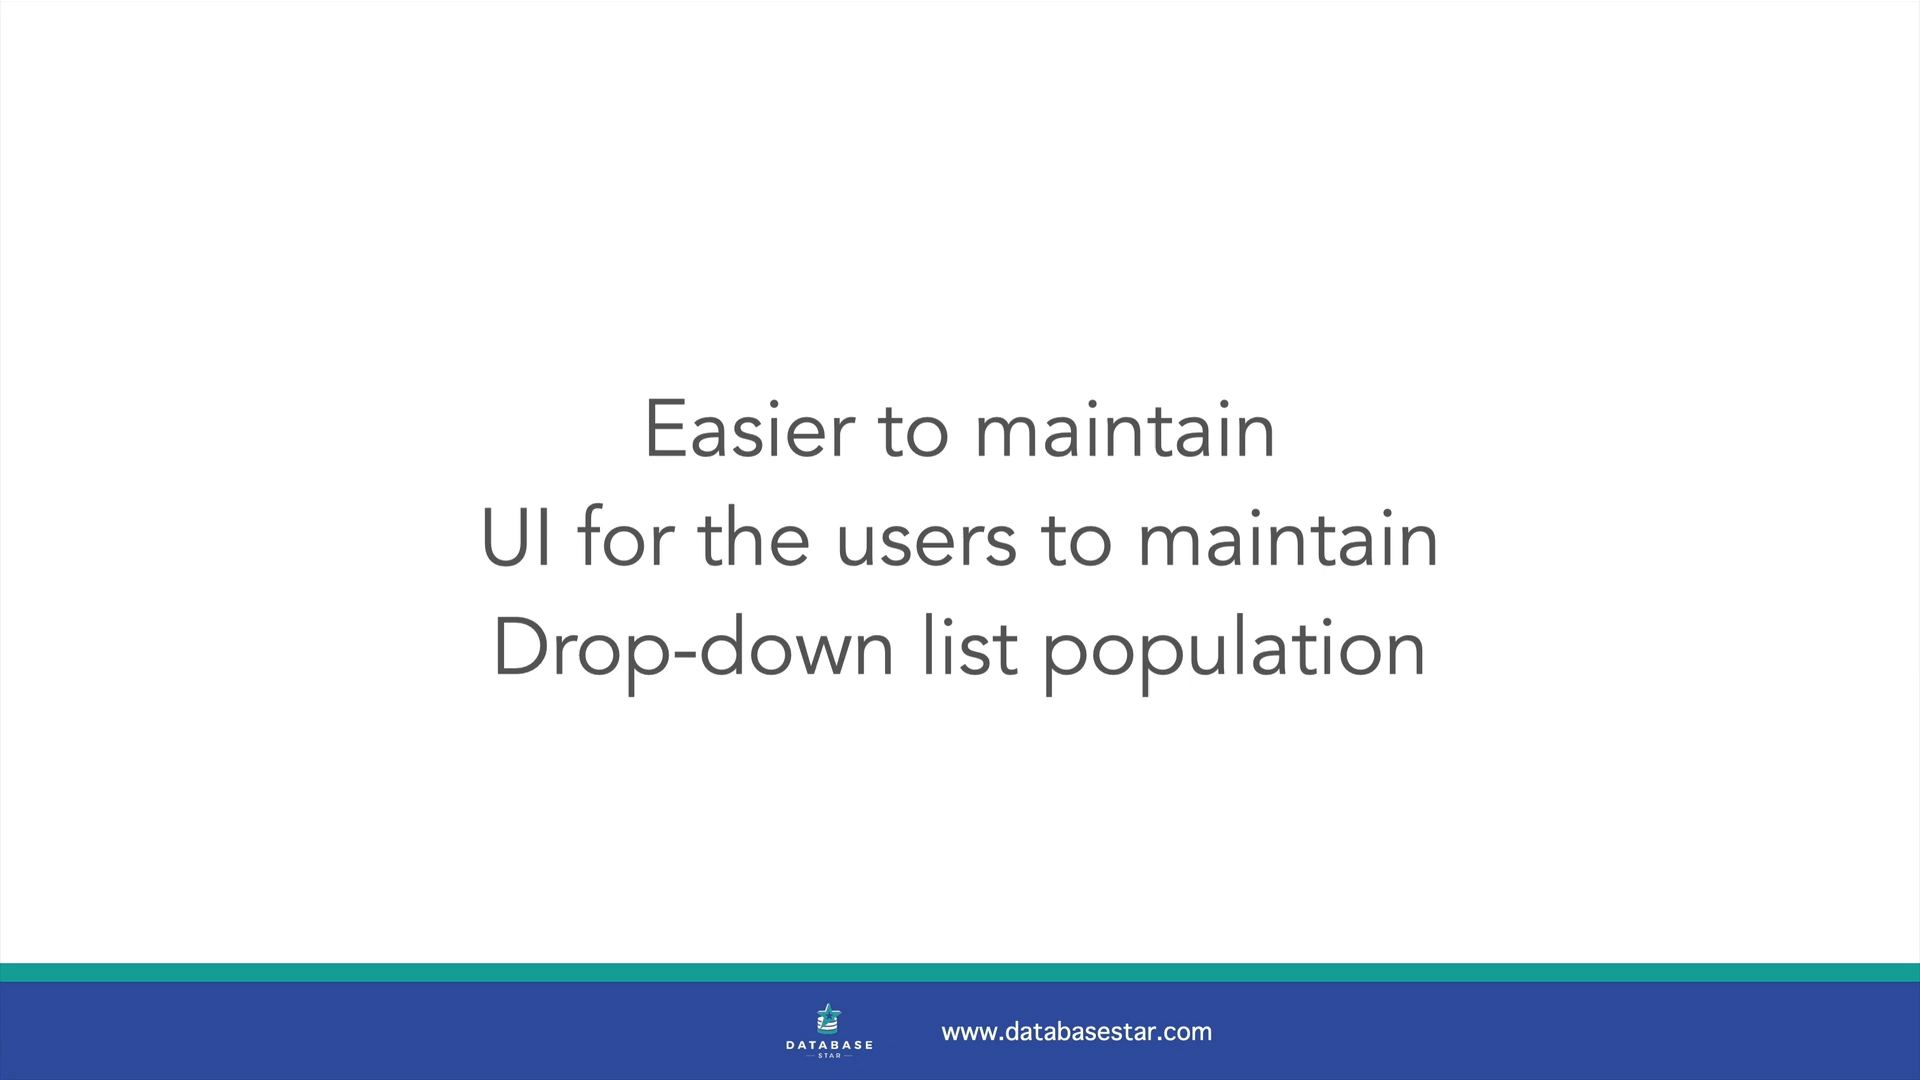 Easier to maintain
UI for the users to maintain
Drop-down list population
DATABASE
STAR
www.databasestar.com